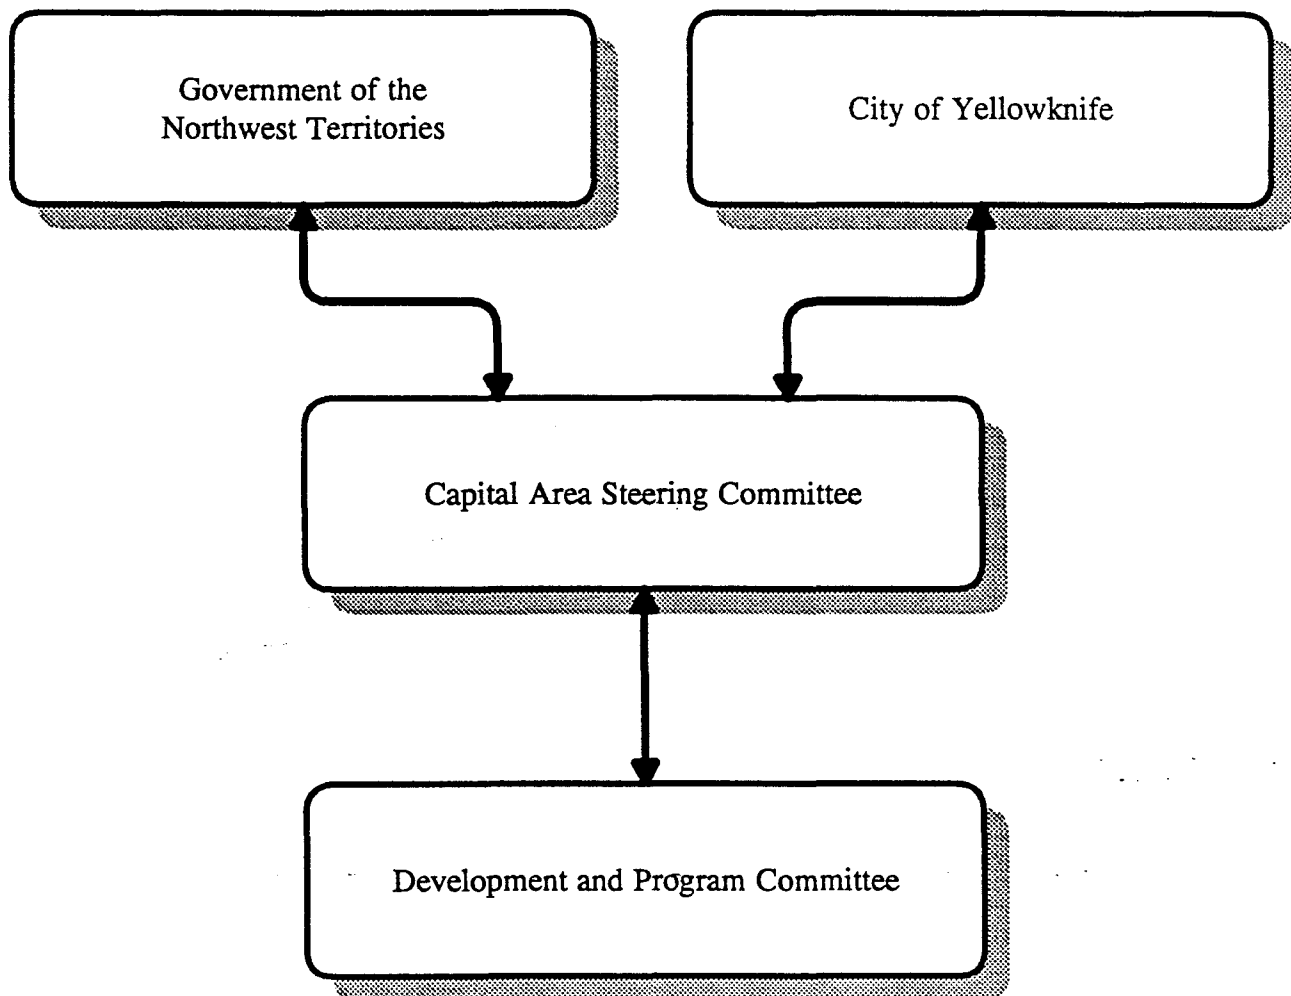 Government of the
Northwest Territories
City of Yellowknife
Capital Area Steering Committee
Development and Program Committee